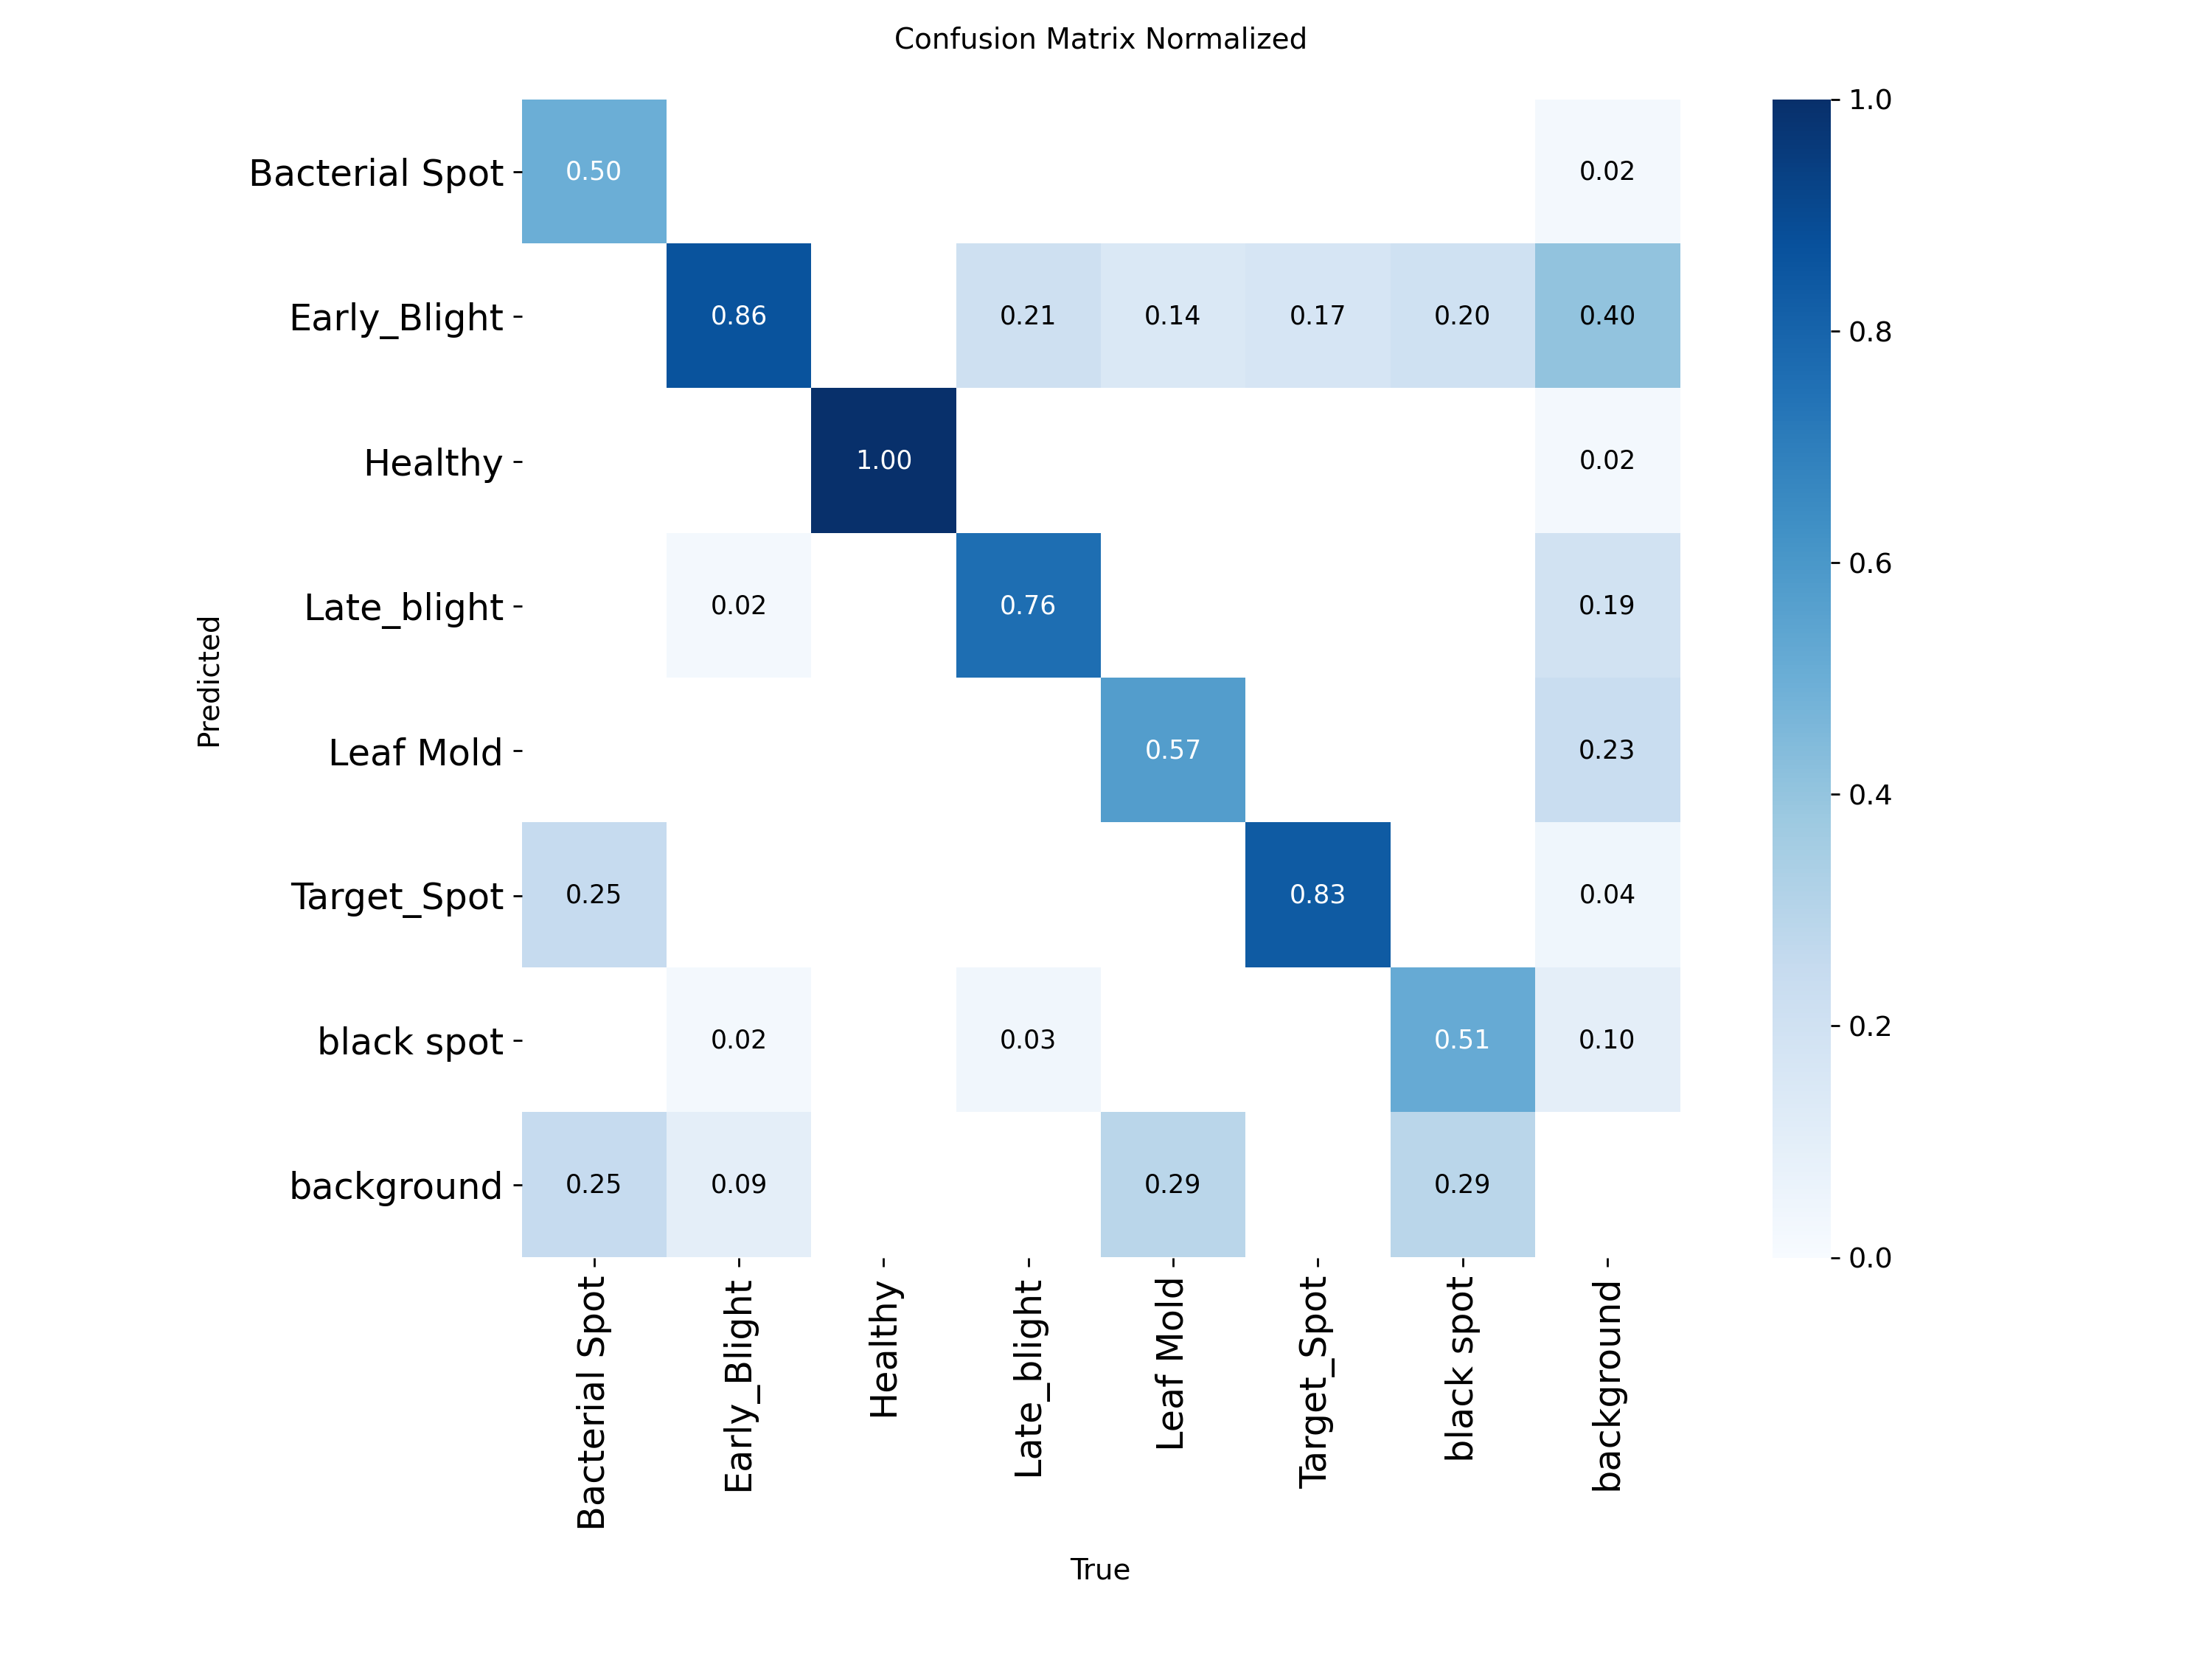 Confusion Matrix Normalized
Bacterial Spot 0.50 0.02
Early_Blight 0.86 0.21 0.14 0.17 0.20 0.40
Healthy 1.00 0.02
Late_blight 0.02 0.76 0.19
Leaf Mold 0.57 0.23
Target_Spot 0.25 0.83 0.04
black spot 0.02 0.03 0.51 0.10
background 0.25 0.09 0.29 0.29
Predicted
Bacterial Spot
Early_Blight
Healthy
Late_blight
Leaf Mold
Target_Spot
black spot
background
True
1.0
0.8
0.6
0.4
0.2
0.0